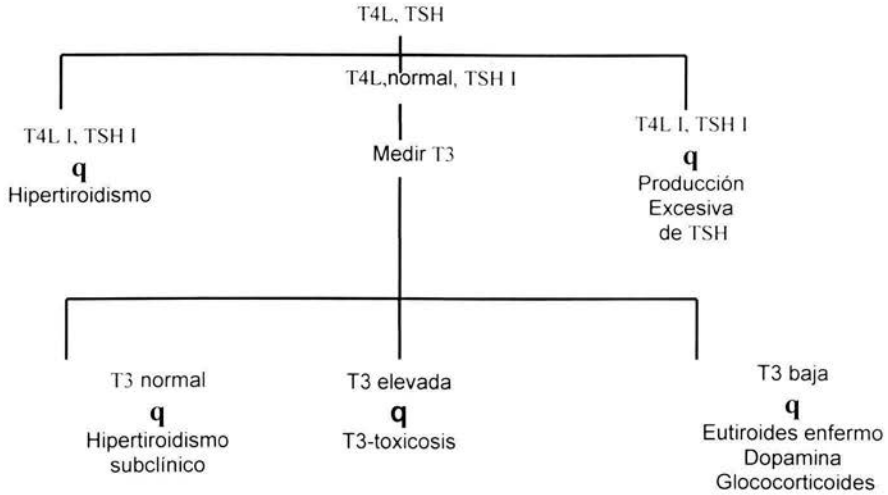 T4L, TSH
T4L,normal, TSH I
T4L I, TSH I
q
Hipertiroidismo
Medir T3
T4L I, TSH I
q
Producción
Excesiva
de TSH
T3 normal
q
Hipertiroidismo
subclínico
T3 elevada
q
T3-toxicosis
T3 baja
q
Eutiroides enfermo
Dopamina
Glococorticoides